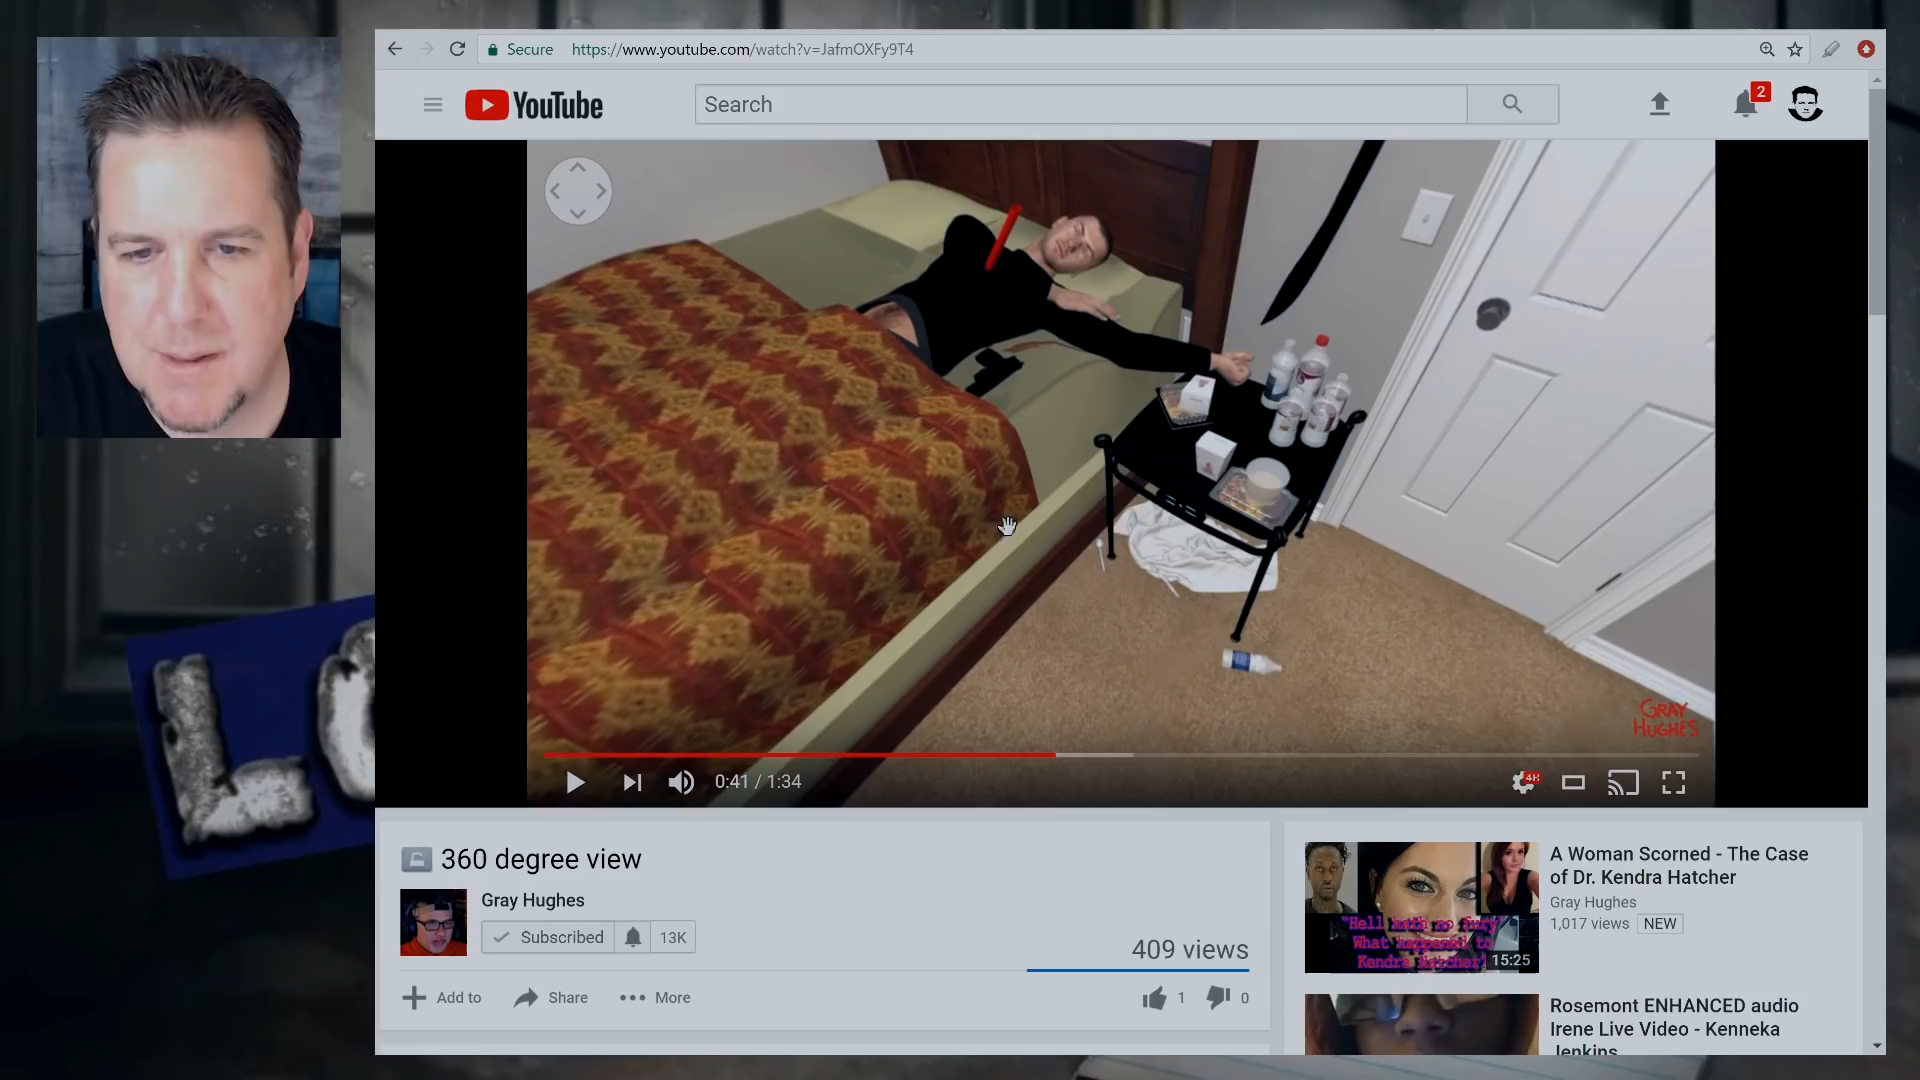 Secure https://www.youtube.com/watch?v=JafmOXFy9T4
YouTube
Search
2
GRAY
HUGHES
0:41 / 1:34
4K
LO
360 degree view
Gray Hughes
Subscribed 13K
409 views
Add to Share More 1 0
"Hell hath no fury"
What happened to
Kendra Hatcher"
15:25
A Woman Scorned - The Case
of Dr. Kendra Hatcher
Gray Hughes
1,017 views NEW
Rosemont ENHANCED audio
Irene Live Video - Kenneka
Jenkins